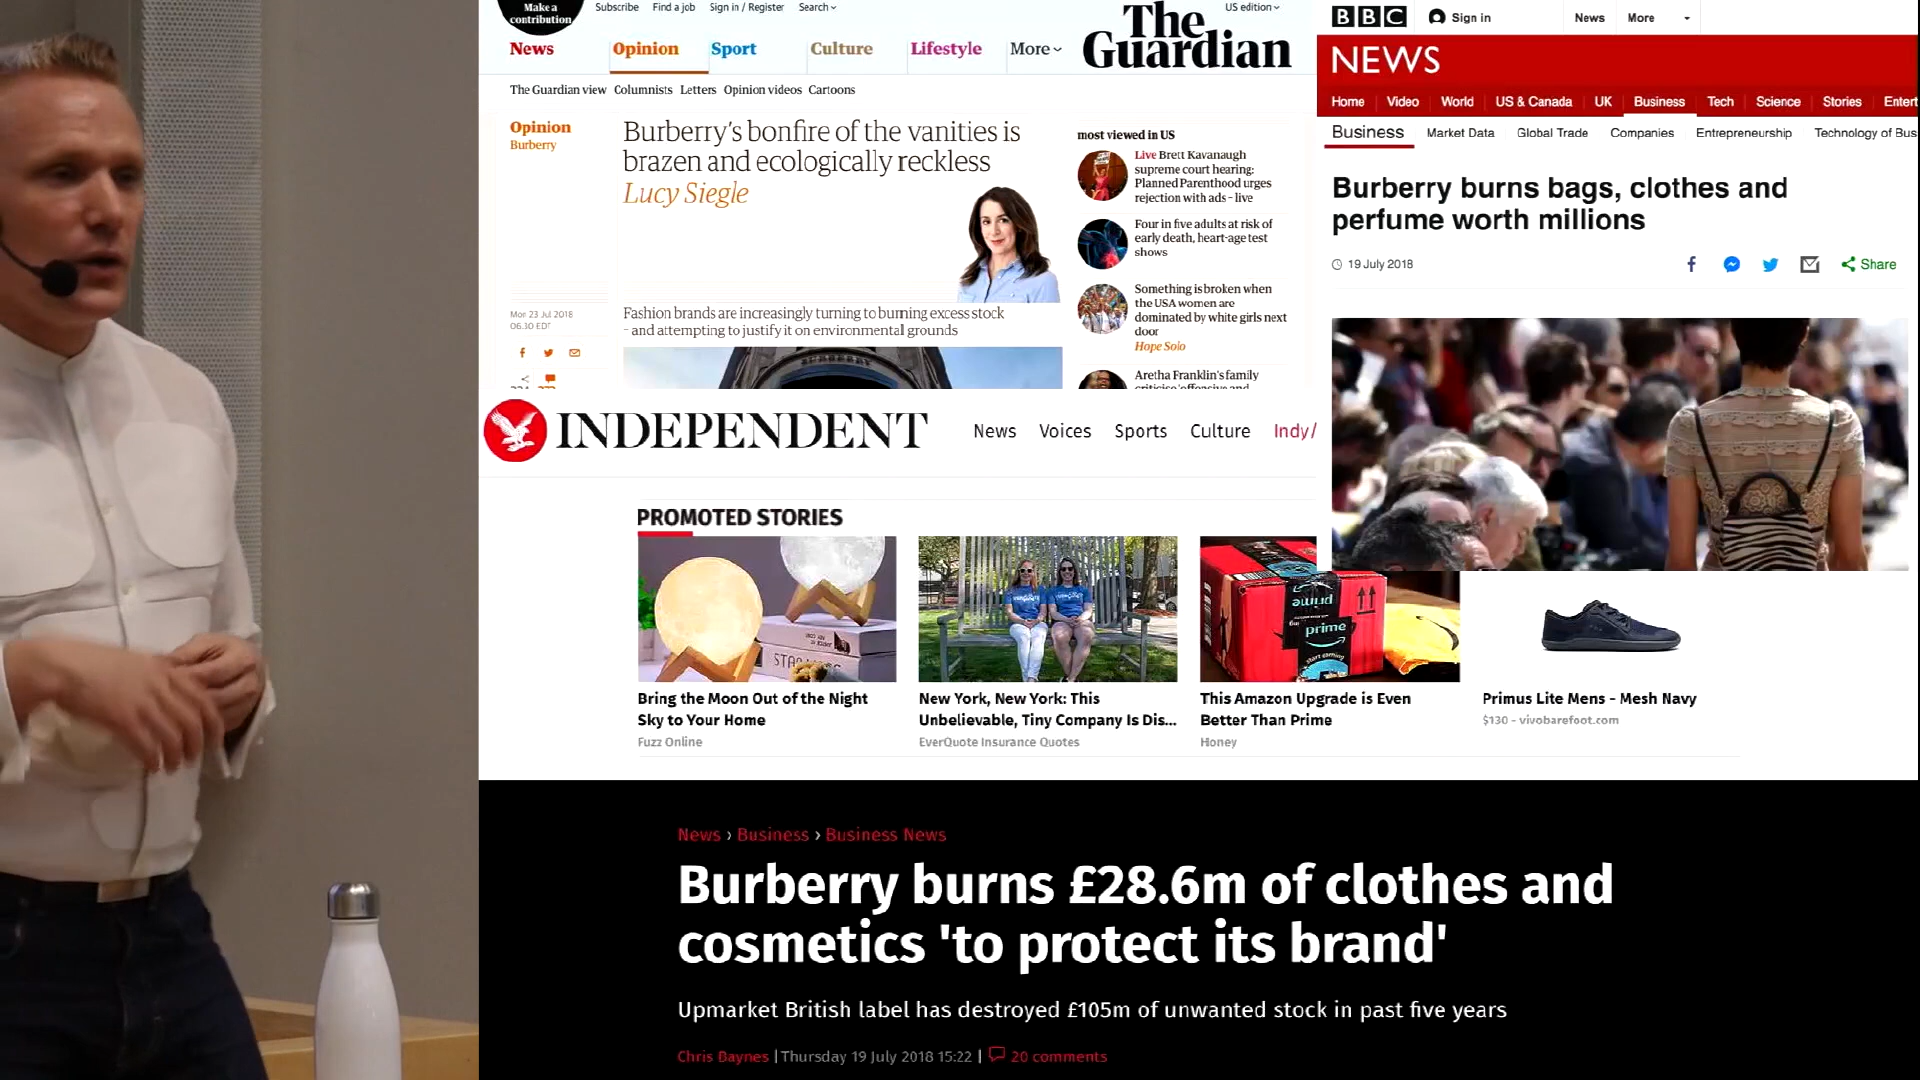 Make a
contribution
Subscribe Find a job Sign in / Register Search
US edition
The
Guardian
News Opinion Sport Culture Lifestyle More
The Guardian view Columnists Letters Opinion videos Cartoons
Opinion
Burberry
Burberry's bonfire of the vanities is
brazen and ecologically reckless
Lucy Siegle
Mon 23 Jul 2018
06.30 EDT
Fashion brands are increasingly turning to burning excess stock
– and attempting to justify it on environmental grounds
BURBERRY
most viewed in US
Live Brett Kavanaugh
supreme court hearing:
Planned Parenthood urges
rejection with ads – live
Four in five adults at risk of
early death, heart-age test
shows
Something is broken when
the USA women are
dominated by white girls next
door
Hope Solo
Aretha Franklin's family
criticise 'offensive and
BBC Sign in News More
NEWS
Home Video World US & Canada UK Business Tech Science Stories Entert
Business Market Data Global Trade Companies Entrepreneurship Technology of Bus
Burberry burns bags, clothes and
perfume worth millions
19 July 2018
Share
INDEPENDENT
News Voices Sports Culture Indy/
PROMOTED STORIES
prime
prime
Bring the Moon Out of the Night
Sky to Your Home
Fuzz Online
New York, New York: This
Unbelievable, Tiny Company Is Dis...
EverQuote Insurance Quotes
This Amazon Upgrade is Even
Better Than Prime
Honey
Primus Lite Mens - Mesh Navy
$130 - vivobarefoot.com
News › Business › Business News
Burberry burns £28.6m of clothes and
cosmetics 'to protect its brand'
Upmarket British label has destroyed £105m of unwanted stock in past five years
Chris Baynes | Thursday 19 July 2018 15:22 | 20 comments